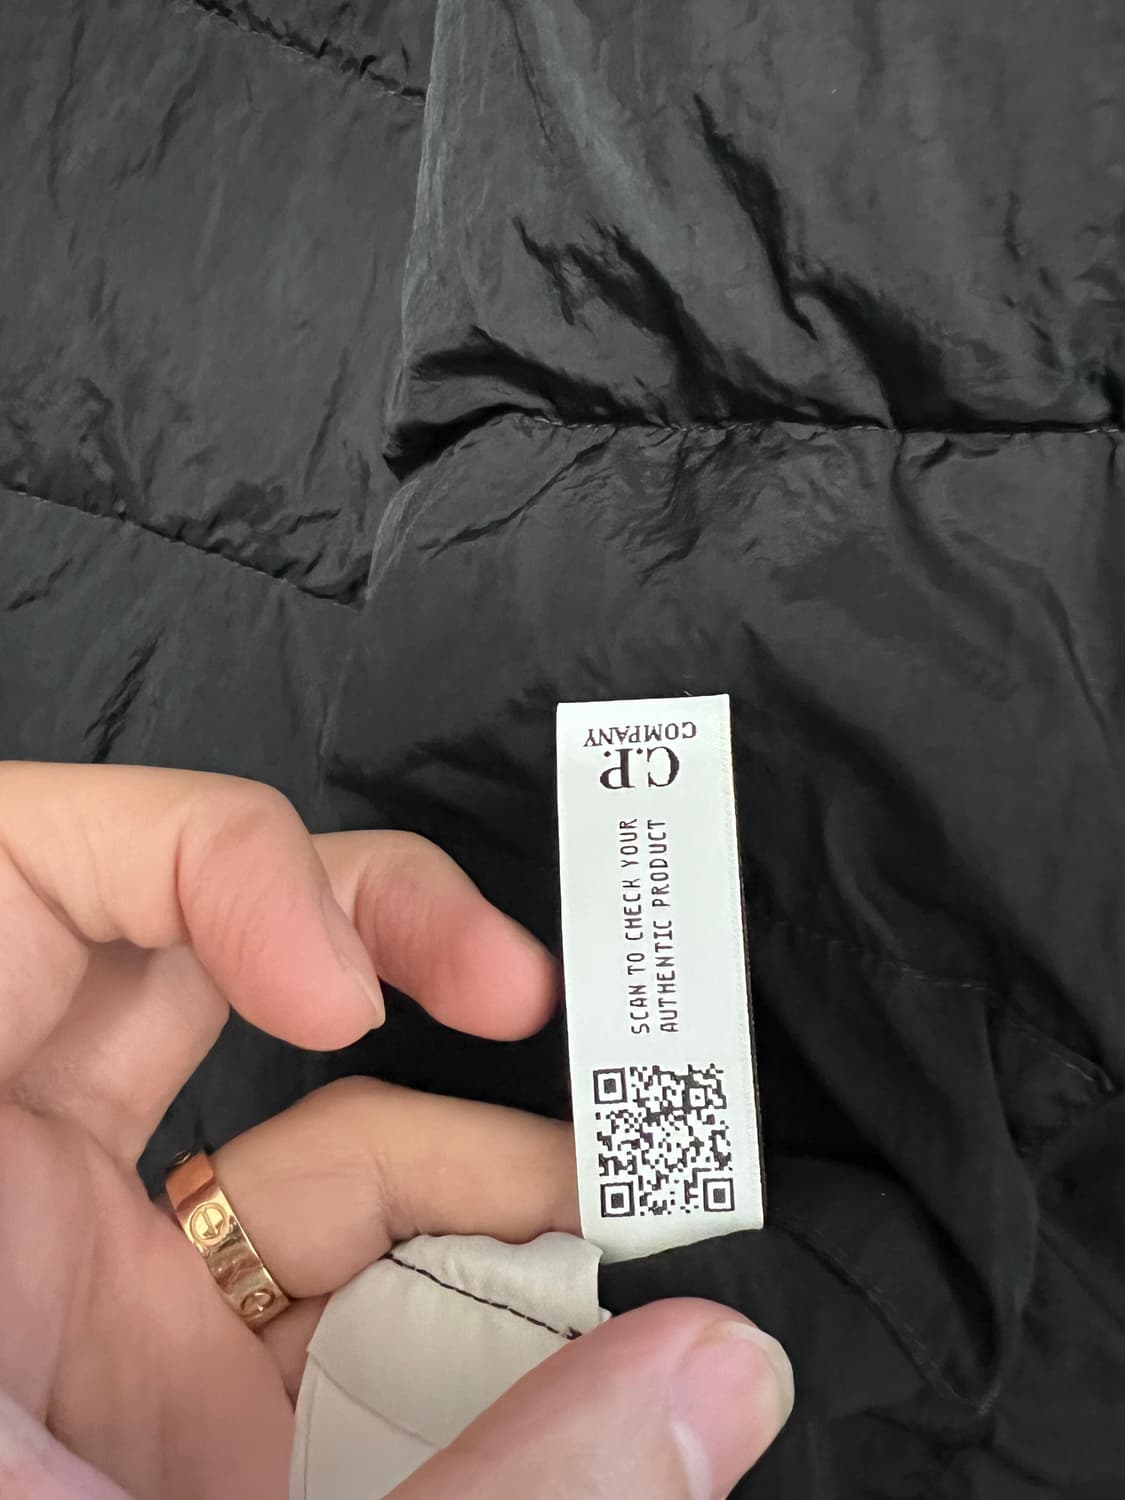 C.P.
COMPANY
SCAN TO CHECK YOUR
AUTHENTIC PRODUCT